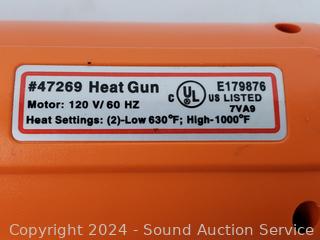 #47269 Heat Gun
E179876
C UL US LISTED
Motor: 120 V/ 60 HZ
7VA9
Heat Settings: (2)-Low 630°F; High-1000°F
Copyright 2024 - Sound Auction Service